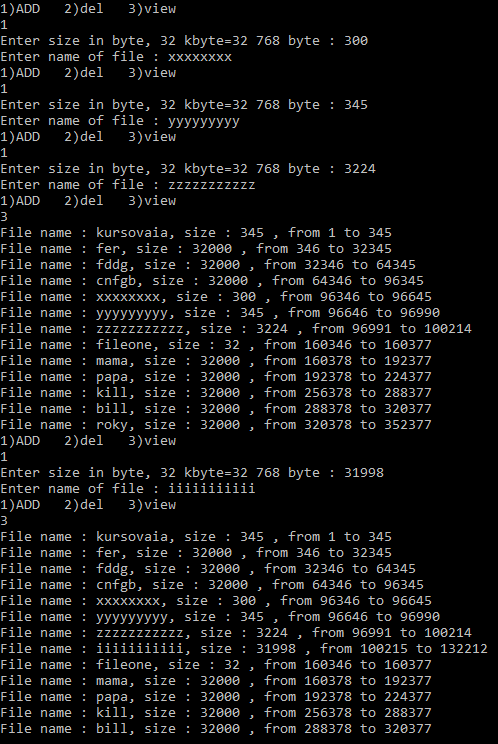 1)ADD   2)del   3)view
1
Enter size in byte, 32 kbyte=32 768 byte : 300
Enter name of file : xxxxxxxx
1)ADD   2)del   3)view
1
Enter size in byte, 32 kbyte=32 768 byte : 345
Enter name of file : yyyyyyyyy
1)ADD   2)del   3)view
1
Enter size in byte, 32 kbyte=32 768 byte : 3224
Enter name of file : zzzzzzzzzzz
1)ADD   2)del   3)view
3
File name : kursovaia, size : 345 , from 1 to 345
File name : fer, size : 32000 , from 346 to 32345
File name : fddg, size : 32000 , from 32346 to 64345
File name : cnfgb, size : 32000 , from 64346 to 96345
File name : xxxxxxxx, size : 300 , from 96346 to 96645
File name : yyyyyyyyy, size : 345 , from 96646 to 96990
File name : zzzzzzzzzzz, size : 3224 , from 96991 to 100214
File name : fileone, size : 32 , from 160346 to 160377
File name : mama, size : 32000 , from 160378 to 192377
File name : papa, size : 32000 , from 192378 to 224377
File name : kill, size : 32000 , from 256378 to 288377
File name : bill, size : 32000 , from 288378 to 320377
File name : roky, size : 32000 , from 320378 to 352377
1)ADD   2)del   3)view
1
Enter size in byte, 32 kbyte=32 768 byte : 31998
Enter name of file : iiiiiiiiiii
1)ADD   2)del   3)view
3
File name : kursovaia, size : 345 , from 1 to 345
File name : fer, size : 32000 , from 346 to 32345
File name : fddg, size : 32000 , from 32346 to 64345
File name : cnfgb, size : 32000 , from 64346 to 96345
File name : xxxxxxxx, size : 300 , from 96346 to 96645
File name : yyyyyyyyy, size : 345 , from 96646 to 96990
File name : zzzzzzzzzzz, size : 3224 , from 96991 to 100214
File name : iiiiiiiiiii, size : 31998 , from 100215 to 132212
File name : fileone, size : 32 , from 160346 to 160377
File name : mama, size : 32000 , from 160378 to 192377
File name : papa, size : 32000 , from 192378 to 224377
File name : kill, size : 32000 , from 256378 to 288377
File name : bill, size : 32000 , from 288378 to 320377